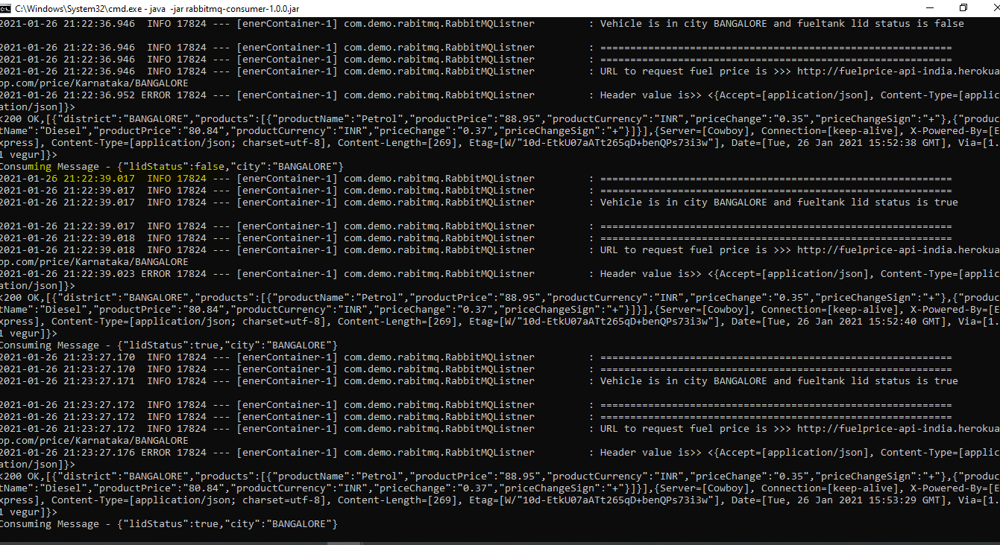 C:\Windows\System32\cmd.exe - java -jar rabbitmq-consumer-1.0.0.jar
2021-01-26 21:22:36.946  INFO 17824 --- [enerContainer-1] com.demo.rabitmq.RabbitMQListner         : Vehicle is in city BANGALORE and fueltank lid status is false
2021-01-26 21:22:36.946  INFO 17824 --- [enerContainer-1] com.demo.rabitmq.RabbitMQListner         : ===========================================================
2021-01-26 21:22:36.946  INFO 17824 --- [enerContainer-1] com.demo.rabitmq.RabbitMQListner         : ===========================================================
2021-01-26 21:22:36.946  INFO 17824 --- [enerContainer-1] com.demo.rabitmq.RabbitMQListner         : URL to request fuel price is >>> http://fuelprice-api-india.herokua
pp.com/price/Karnataka/BANGALORE
2021-01-26 21:22:36.952 ERROR 17824 --- [enerContainer-1] com.demo.rabitmq.RabbitMQListner         : Header value is>> <{Accept=[application/json], Content-Type=[applic
ation/json]}>
<200 OK,[{"district":"BANGALORE","products":[{"productName":"Petrol","productPrice":"88.95","productCurrency":"INR","priceChange":"0.35","priceChangeSign":"+"},{"produc
tName":"Diesel","productPrice":"80.84","productCurrency":"INR","priceChange":"0.37","priceChangeSign":"+"}]}],{Server=[Cowboy], Connection=[keep-alive], X-Powered-By=[E
xpress], Content-Type=[application/json; charset=utf-8], Content-Length=[269], Etag=[W/"10d-EtkU07aATt265qD+benQPs73i3w"], Date=[Tue, 26 Jan 2021 15:52:38 GMT], Via=[1.
1 vegur]}>
Consuming Message - {"lidStatus":false,"city":"BANGALORE"}
2021-01-26 21:22:39.017  INFO 17824 --- [enerContainer-1] com.demo.rabitmq.RabbitMQListner         : ===========================================================
2021-01-26 21:22:39.017  INFO 17824 --- [enerContainer-1] com.demo.rabitmq.RabbitMQListner         : ===========================================================
2021-01-26 21:22:39.017  INFO 17824 --- [enerContainer-1] com.demo.rabitmq.RabbitMQListner         : Vehicle is in city BANGALORE and fueltank lid status is true
2021-01-26 21:22:39.017  INFO 17824 --- [enerContainer-1] com.demo.rabitmq.RabbitMQListner         : ===========================================================
2021-01-26 21:22:39.018  INFO 17824 --- [enerContainer-1] com.demo.rabitmq.RabbitMQListner         : ===========================================================
2021-01-26 21:22:39.018  INFO 17824 --- [enerContainer-1] com.demo.rabitmq.RabbitMQListner         : URL to request fuel price is >>> http://fuelprice-api-india.herokua
pp.com/price/Karnataka/BANGALORE
2021-01-26 21:22:39.023 ERROR 17824 --- [enerContainer-1] com.demo.rabitmq.RabbitMQListner         : Header value is>> <{Accept=[application/json], Content-Type=[applic
ation/json]}>
<200 OK,[{"district":"BANGALORE","products":[{"productName":"Petrol","productPrice":"88.95","productCurrency":"INR","priceChange":"0.35","priceChangeSign":"+"},{"produc
tName":"Diesel","productPrice":"80.84","productCurrency":"INR","priceChange":"0.37","priceChangeSign":"+"}]}],{Server=[Cowboy], Connection=[keep-alive], X-Powered-By=[E
xpress], Content-Type=[application/json; charset=utf-8], Content-Length=[269], Etag=[W/"10d-EtkU07aATt265qD+benQPs73i3w"], Date=[Tue, 26 Jan 2021 15:52:40 GMT], Via=[1.
1 vegur]}>
Consuming Message - {"lidStatus":true,"city":"BANGALORE"}
2021-01-26 21:23:27.170  INFO 17824 --- [enerContainer-1] com.demo.rabitmq.RabbitMQListner         : ===========================================================
2021-01-26 21:23:27.170  INFO 17824 --- [enerContainer-1] com.demo.rabitmq.RabbitMQListner         : ===========================================================
2021-01-26 21:23:27.171  INFO 17824 --- [enerContainer-1] com.demo.rabitmq.RabbitMQListner         : Vehicle is in city BANGALORE and fueltank lid status is true
2021-01-26 21:23:27.172  INFO 17824 --- [enerContainer-1] com.demo.rabitmq.RabbitMQListner         : ===========================================================
2021-01-26 21:23:27.172  INFO 17824 --- [enerContainer-1] com.demo.rabitmq.RabbitMQListner         : ===========================================================
2021-01-26 21:23:27.172  INFO 17824 --- [enerContainer-1] com.demo.rabitmq.RabbitMQListner         : URL to request fuel price is >>> http://fuelprice-api-india.herokua
pp.com/price/Karnataka/BANGALORE
2021-01-26 21:23:27.176 ERROR 17824 --- [enerContainer-1] com.demo.rabitmq.RabbitMQListner         : Header value is>> <{Accept=[application/json], Content-Type=[applic
ation/json]}>
<200 OK,[{"district":"BANGALORE","products":[{"productName":"Petrol","productPrice":"88.95","productCurrency":"INR","priceChange":"0.35","priceChangeSign":"+"},{"produc
tName":"Diesel","productPrice":"80.84","productCurrency":"INR","priceChange":"0.37","priceChangeSign":"+"}]}],{Server=[Cowboy], Connection=[keep-alive], X-Powered-By=[E
xpress], Content-Type=[application/json; charset=utf-8], Content-Length=[269], Etag=[W/"10d-EtkU07aATt265qD+benQPs73i3w"], Date=[Tue, 26 Jan 2021 15:53:29 GMT], Via=[1.
1 vegur]}>
Consuming Message - {"lidStatus":true,"city":"BANGALORE"}